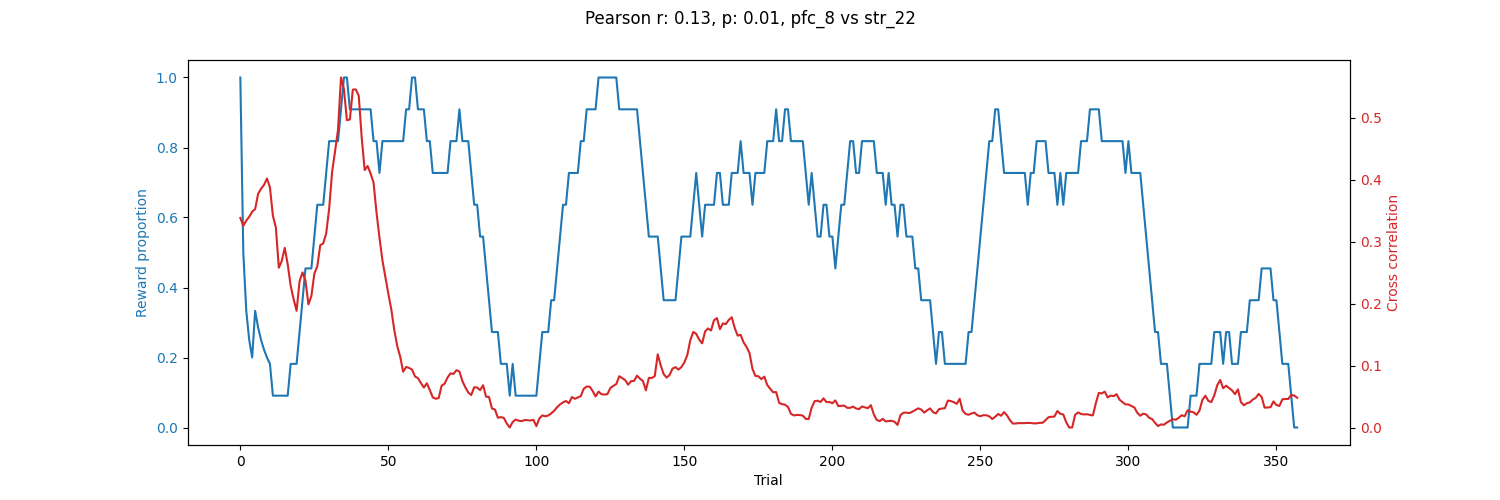 Pearson r: 0.13, p: 0.01, pfc_8 vs str_22
1.0
0.8
0.6
0.4
0.2
0.0
Reward proportion
0.5
0.4
0.3
0.2
0.1
0.0
Cross correlation
0 50 100 150 200 250 300 350
Trial